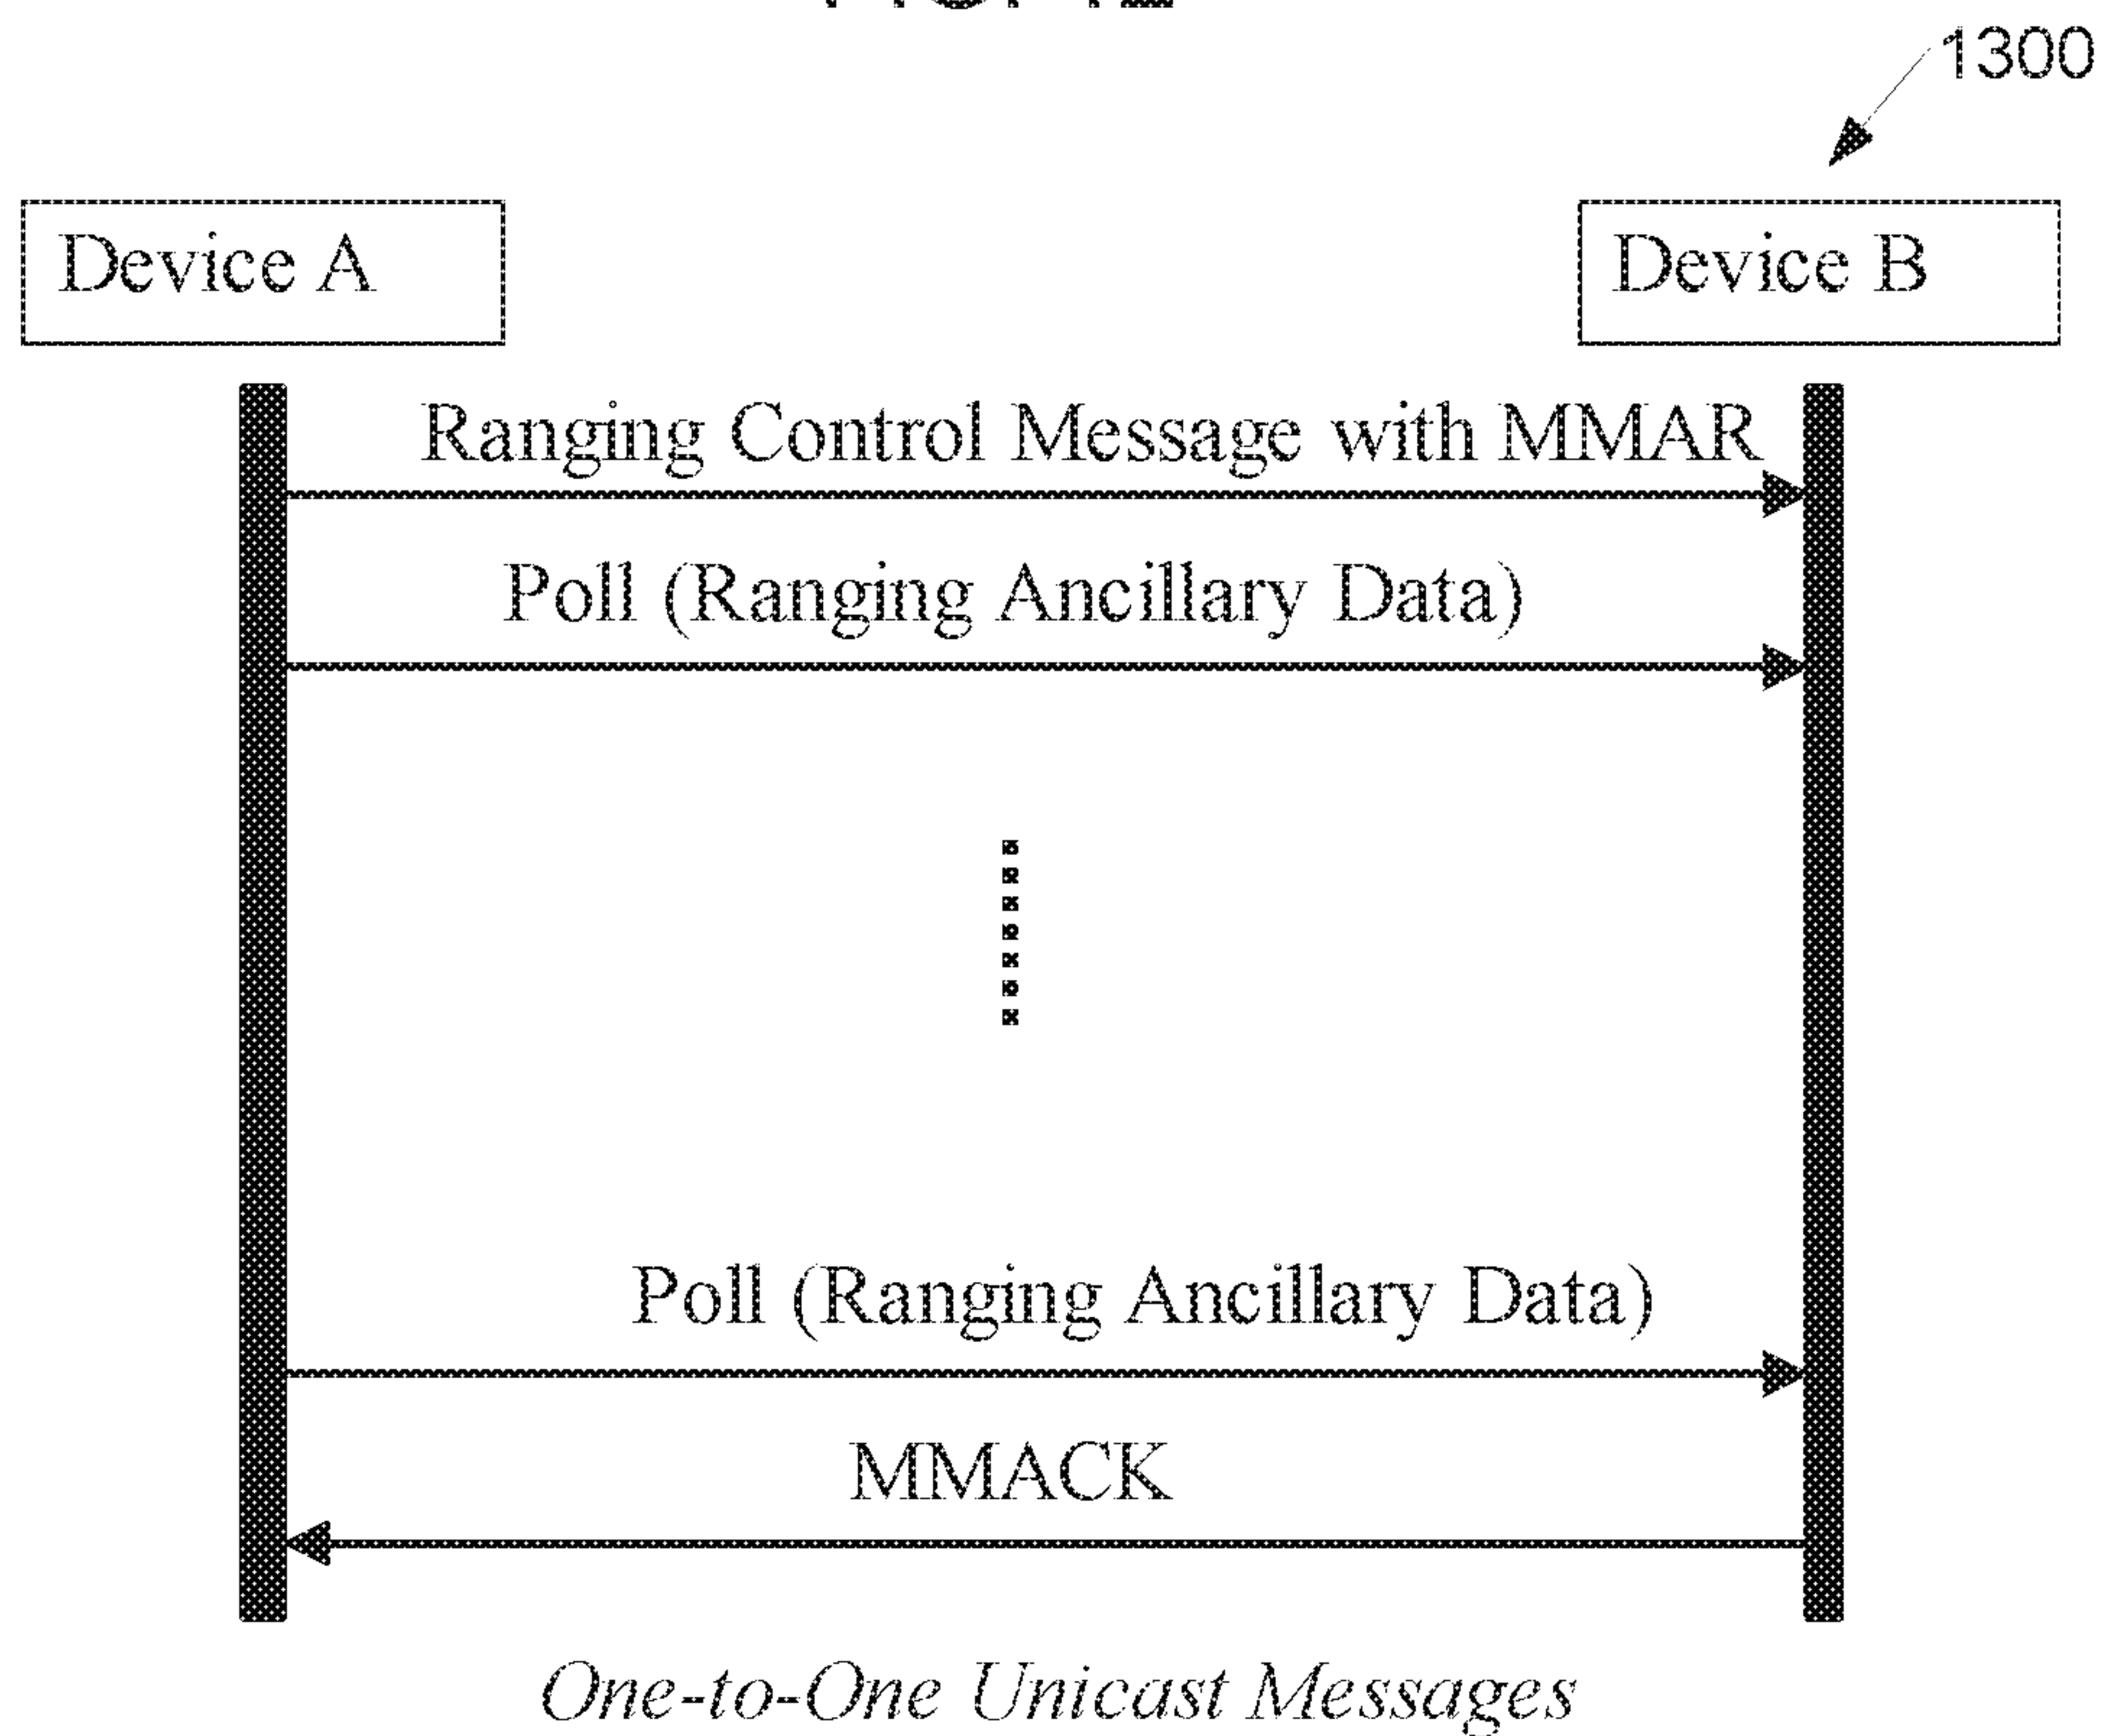 1300
Device A
Device B
Ranging Control Message with MMAR
Poll (Ranging Ancillary Data)
Poll (Ranging Ancillary Data)
MMACK
One-to-One Unicast Messages